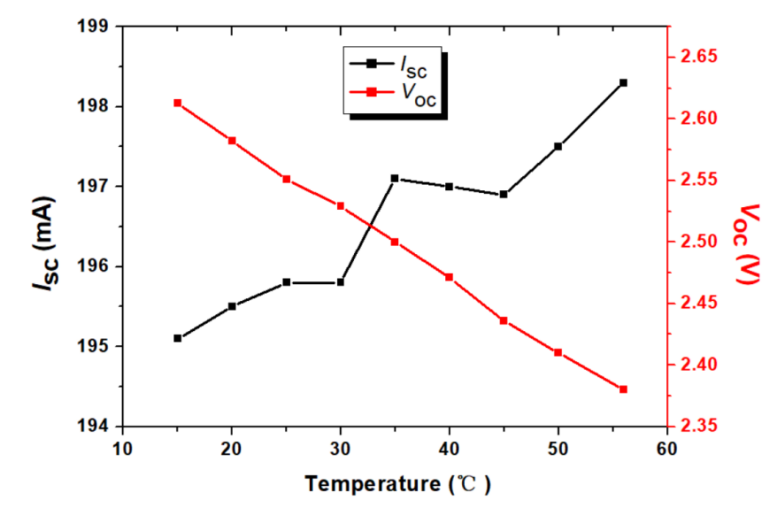 199
198
197
196
195
194
I_sc (mA)
I_sc
V_oc
2.65
2.60
2.55
2.50
2.45
2.40
2.35
V_oc (V)
10 20 30 40 50 60
Temperature (℃ )